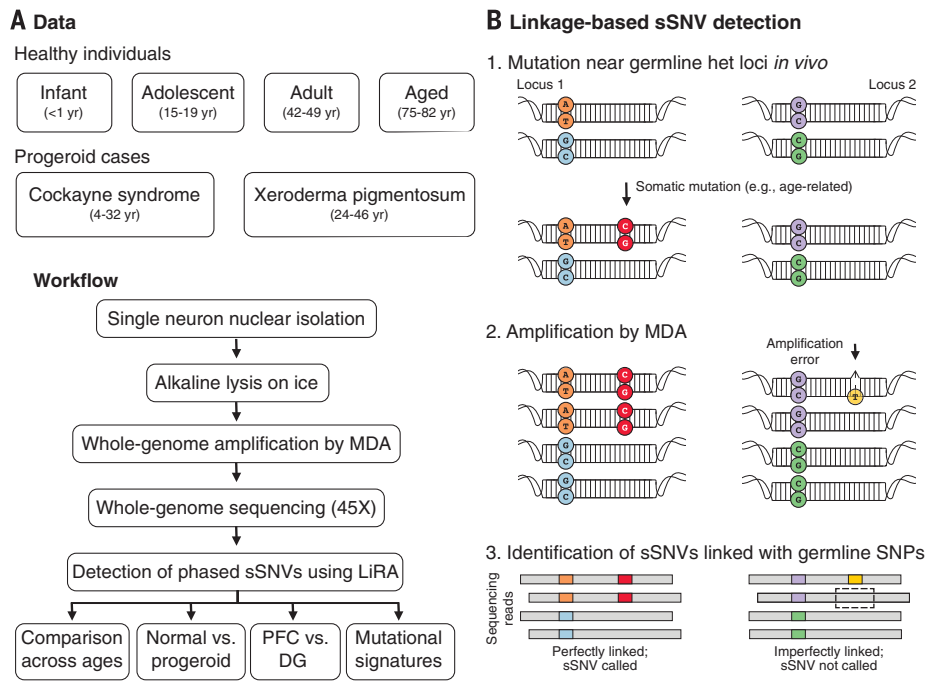 A Data
Healthy individuals
Infant
(<1 yr)
Adolescent
(15-19 yr)
Adult
(42-49 yr)
Aged
(75-82 yr)
Progeroid cases
Cockayne syndrome
(4-32 yr)
Xeroderma pigmentosum
(24-46 yr)
Workflow
Single neuron nuclear isolation
Alkaline lysis on ice
Whole-genome amplification by MDA
Whole-genome sequencing (45X)
Detection of phased sSNVs using LiRA
Comparison
across ages
Normal vs.
progeroid
PFC vs.
DG
Mutational
signatures
B Linkage-based sSNV detection
1. Mutation near germline het loci in vivo
Locus 1
Locus 2
A
T
G
C
G
C
C
G
Somatic mutation (e.g., age-related)
A
T
C
G
G
C
G
C
C
G
2. Amplification by MDA
Amplification
error
A
T
C
G
A
T
C
G
G
C
G
C
G
C
T
G
C
C
G
C
G
3. Identification of sSNVs linked with germline SNPs
Sequencing
reads
Perfectly linked;
sSNV called
Imperfectly linked;
sSNV not called